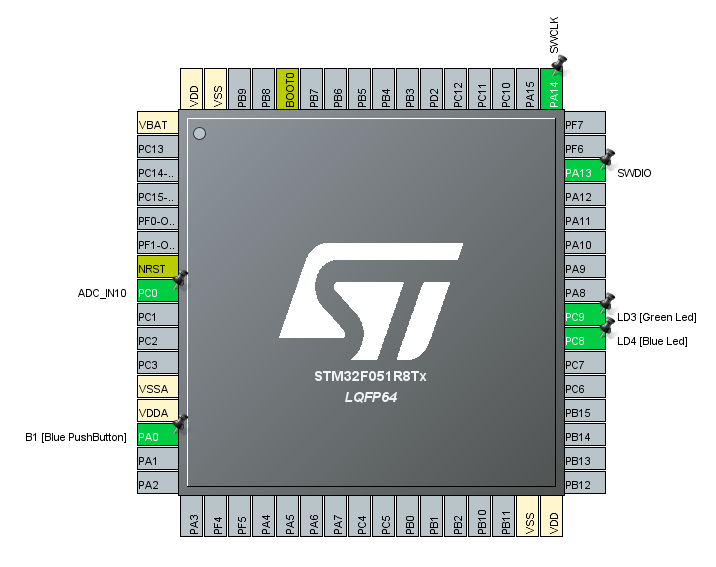 SWCLK
VDD
VSS
PB9
PB8
BOOT0
PB7
PB6
PB5
PB4
PB3
PD2
PC12
PC11
PC10
PA15
PA14
VBAT
PC13
PC14-..
PC15-..
PF0-O..
PF1-O..
NRST
ADC_IN10
PC0
PC1
PC2
PC3
VSSA
VDDA
B1 [Blue PushButton]
PA0
PA1
PA2
STM32F051R8Tx
LQFP64
PF7
PF6
PA13
SWDIO
PA12
PA11
PA10
PA9
PA8
PC9
LD3 [Green Led]
PC8
LD4 [Blue Led]
PC7
PC6
PB15
PB14
PB13
PB12
PA3
PF4
PF5
PA4
PA5
PA6
PA7
PC4
PC5
PB0
PB1
PB2
PB10
PB11
VSS
VDD